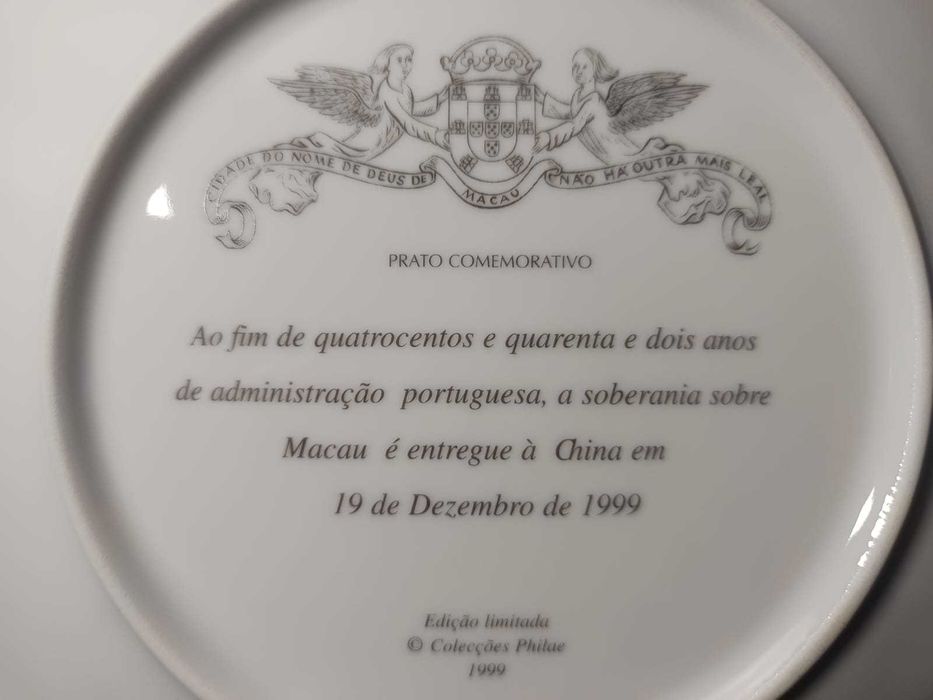 CIDADE DO NOME DE DEUS DE MACAU NÃO HÁ OUTRA MAIS LEAL
PRATO COMEMORATIVO
Ao fim de quatrocentos e quarenta e dois anos
de administração portuguesa, a soberania sobre
Macau é entregue à China em
19 de Dezembro de 1999
Edição limitada
© Colecções Philae
1999